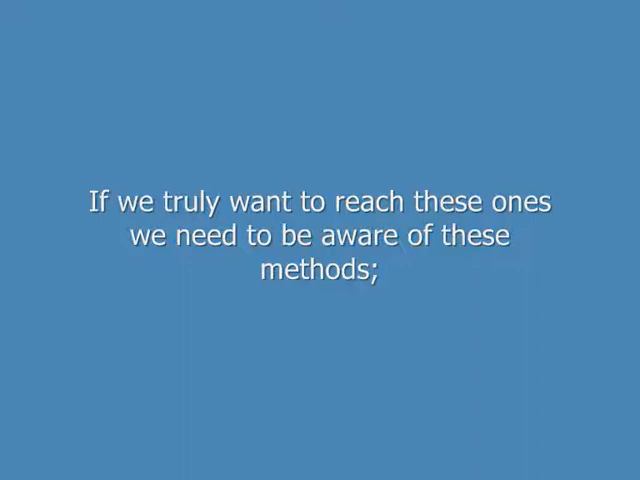 If we truly want to reach these ones
we need to be aware of these
methods;